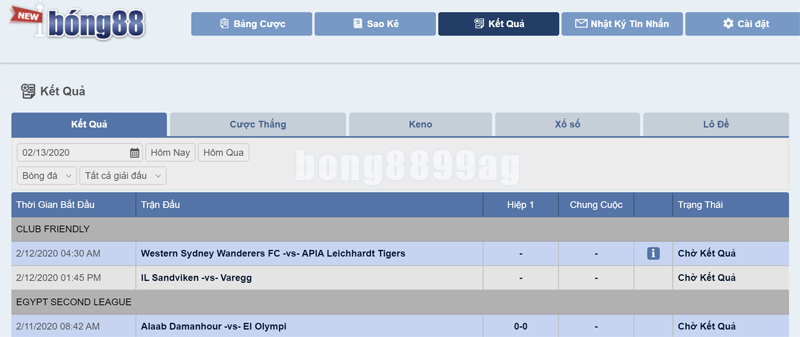 NEW ibóng88
Bảng Cược Sao Kê Kết Quả Nhật Ký Tin Nhắn Cài đặt
Kết Quả
Kết Quả Cược Thắng Keno Xổ số Lô Đề
02/13/2020 Hôm Nay Hôm Qua
bong8899ag
Bóng đá Tất cả giải đấu
Thời Gian Bắt Đầu Trận Đấu Hiệp 1 Chung Cuộc Trạng Thái
CLUB FRIENDLY
2/12/2020 04:30 AM Western Sydney Wanderers FC -vs- APIA Leichhardt Tigers - - i Chờ Kết Quả
2/12/2020 01:45 PM IL Sandviken -vs- Varegg - - Chờ Kết Quả
EGYPT SECOND LEAGUE
2/11/2020 08:42 AM Alaab Damanhour -vs- El Olympi 0-0 - Chờ Kết Quả